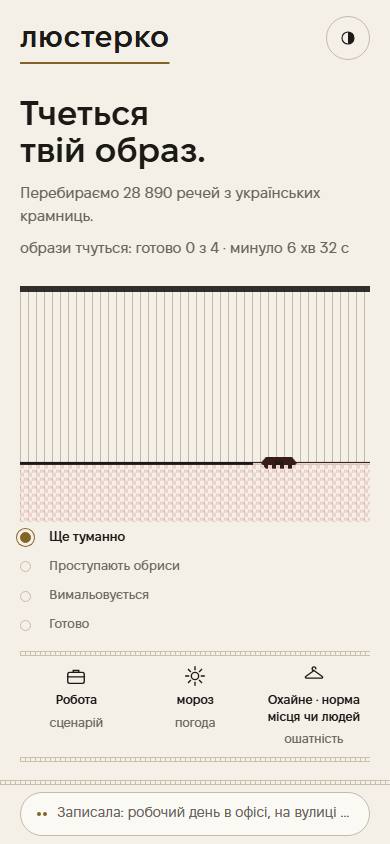 люстерко
Тчеться
твій образ.
Перебираємо 28 890 речей з українських
крамниць.
образи тчуться: готово 0 з 4 · минуло 6 хв 32 с
Ще туманно
Проступають обриси
Вимальовується
Готово
Робота
сценарій
мороз
погода
Охайне · норма
місця чи людей
ошатність
Записала: робочий день в офісі, на вулиці ...